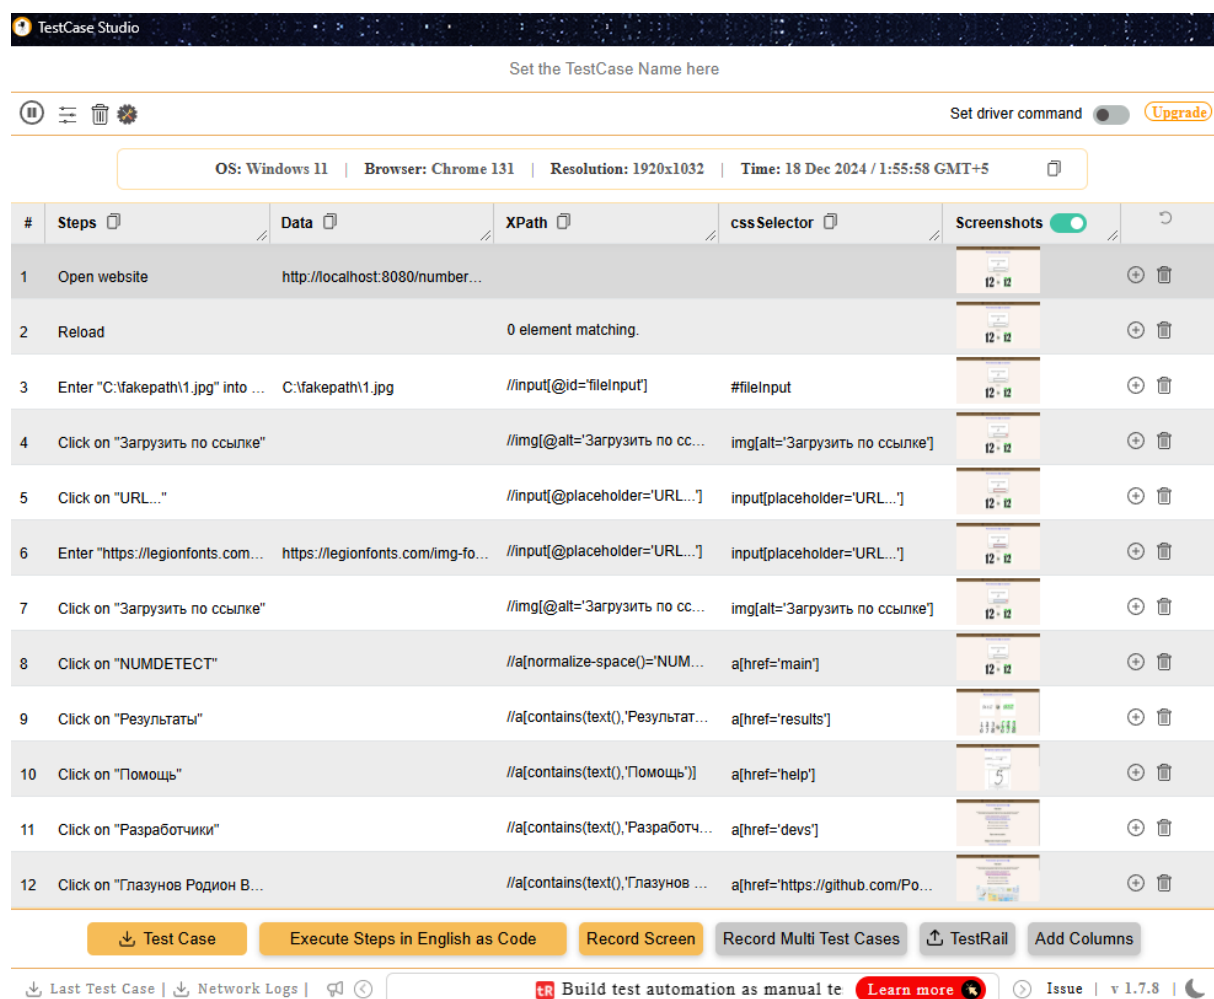 TestCase Studio
Set the TestCase Name here
Set driver command Upgrade
OS: Windows 11 | Browser: Chrome 131 | Resolution: 1920x1032 | Time: 18 Dec 2024 / 1:55:58 GMT+5
# Steps Data XPath cssSelector Screenshots
1 Open website http://localhost:8080/number...
2 Reload 0 element matching.
3 Enter "C:\fakepath\1.jpg" into ... C:\fakepath\1.jpg //input[@id='fileInput'] #fileInput
4 Click on "Загрузить по ссылке" //img[@alt='Загрузить по сс... img[alt='Загрузить по ссылке']
5 Click on "URL..." //input[@placeholder='URL...'] input[placeholder='URL...']
6 Enter "https://legionfonts.com... https://legionfonts.com/img-fo... //input[@placeholder='URL...'] input[placeholder='URL...']
7 Click on "Загрузить по ссылке" //img[@alt='Загрузить по сс... img[alt='Загрузить по ссылке']
8 Click on "NUMDETECT" //a[normalize-space()='NUM... a[href='main']
9 Click on "Результаты" //a[contains(text(),'Результат... a[href='results']
10 Click on "Помощь" //a[contains(text(),'Помощь')] a[href='help']
11 Click on "Разработчики" //a[contains(text(),'Разработч... a[href='devs']
12 Click on "Глазунов Родион В... //a[contains(text(),'Глазунов ... a[href='https://github.com/Po...
Test Case Execute Steps in English as Code Record Screen Record Multi Test Cases TestRail Add Columns
Last Test Case | Network Logs | tR Build test automation as manual te Learn more Issue | v 1.7.8 |